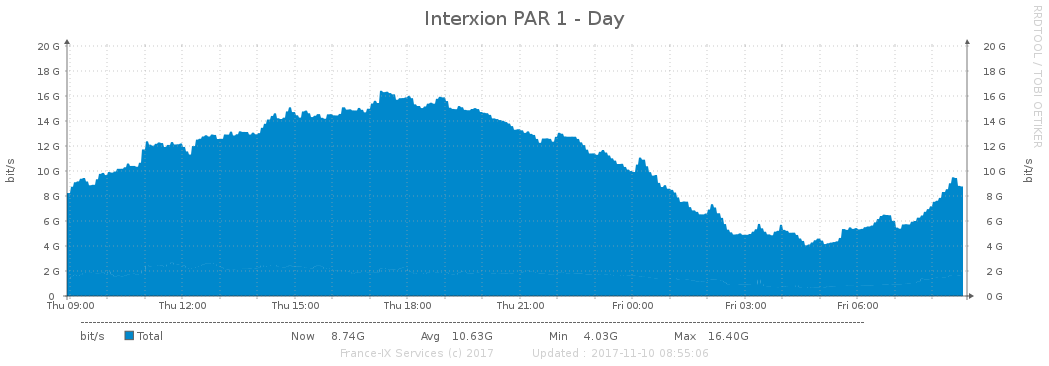 Interxion PAR 1 - Day
RRDTOOL / TOBI OETIKER
20 G 20 G
18 G 18 G
16 G 16 G
14 G 14 G
12 G 12 G
10 G 10 G
8 G 8 G
6 G 6 G
4 G 4 G
2 G 2 G
0 0 G
bit/s bit/s
Thu 09:00 Thu 12:00 Thu 15:00 Thu 18:00 Thu 21:00 Fri 00:00 Fri 03:00 Fri 06:00
bit/s Total Now 8.74G Avg 10.63G Min 4.03G Max 16.40G
France-IX Services (c) 2017 Updated : 2017-11-10 08:55:06